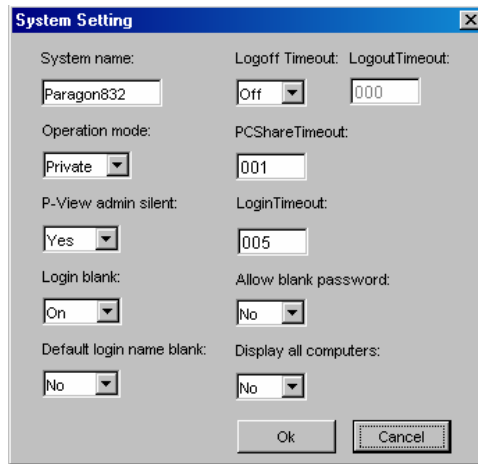 System Setting
System name: Logoff Timeout: LogoutTimeout:
Paragon832 Off 000
Operation mode: PCShareTimeout:
Private 001
P-View admin silent: LoginTimeout:
Yes 005
Login blank: Allow blank password:
On No
Default login name blank: Display all computers:
No No
Ok Cancel